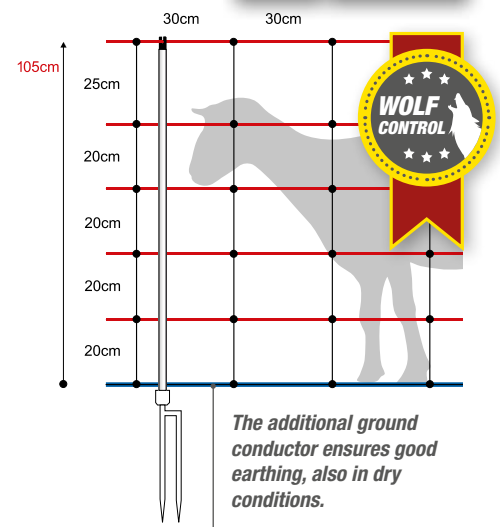 30cm 30cm
105cm
25cm
20cm
20cm
20cm
20cm
WOLF
CONTROL
The additional ground
conductor ensures good
earthing, also in dry
conditions.